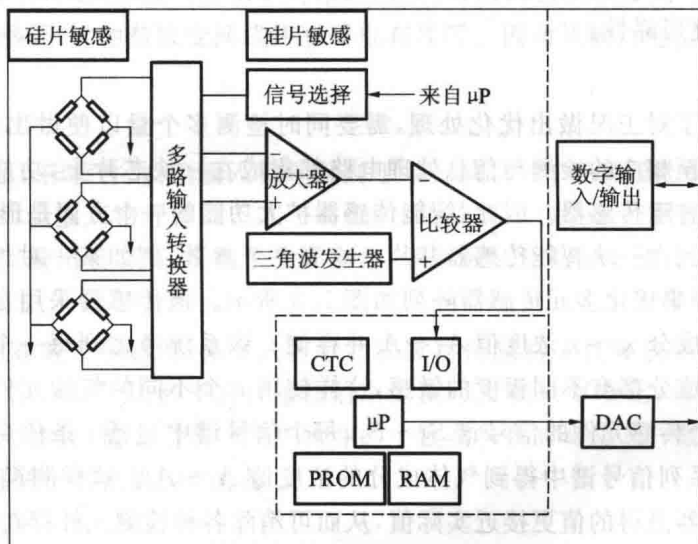 硅片敏感
硅片敏感
信号选择
来自 μP
多路输入转换器
放大器
比较器
三角波发生器
数字输入/输出
CTC
I/O
μP
PROM
RAM
DAC
+
−
−
+